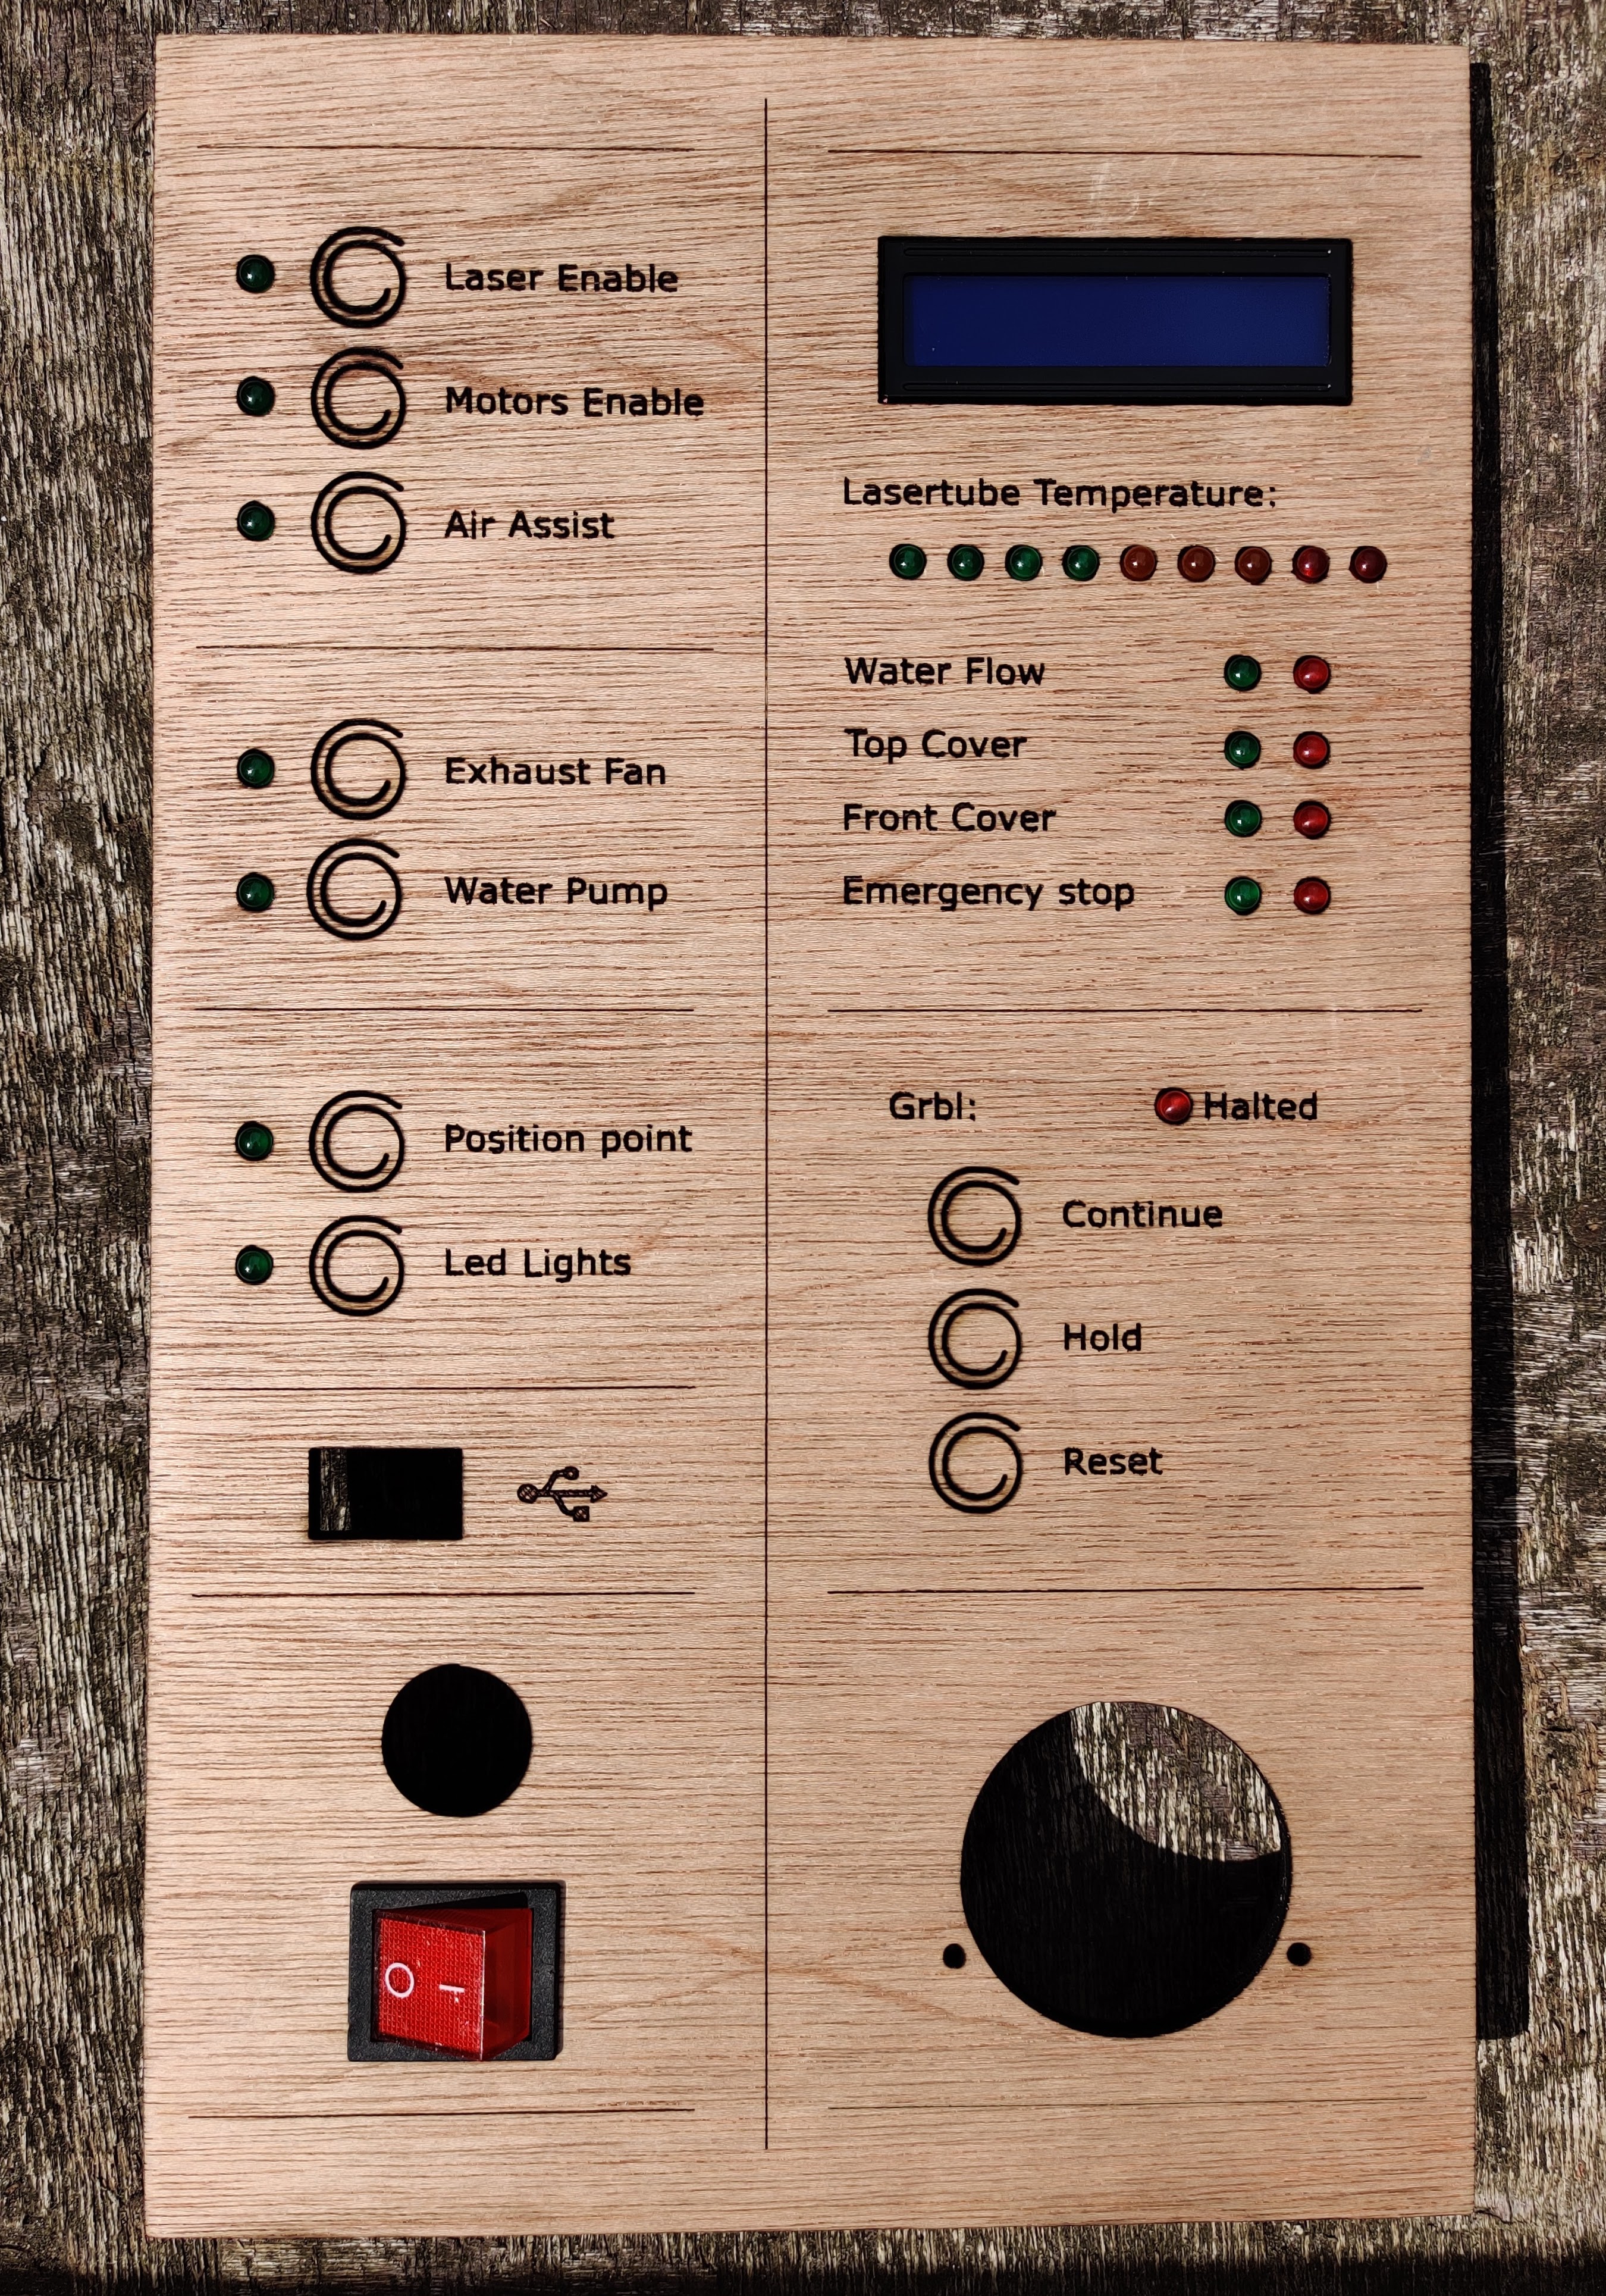 Laser Enable
Motors Enable
Air Assist
Exhaust Fan
Water Pump
Position point
Led Lights
O I
Lasertube Temperature:
Water Flow
Top Cover
Front Cover
Emergency stop
Grbl: Halted
Continue
Hold
Reset